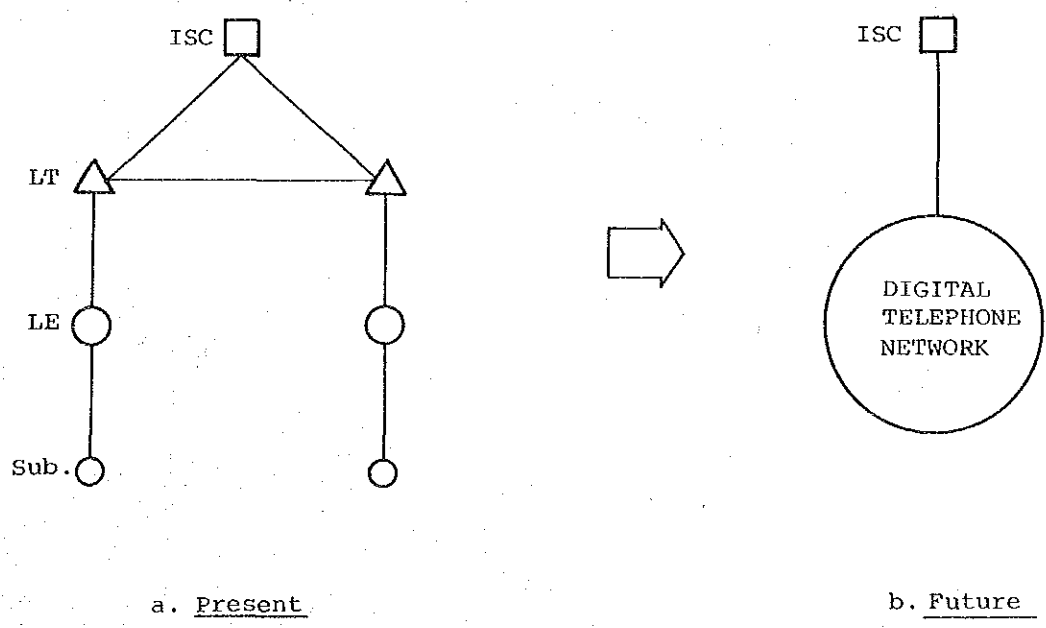 ISC
LT
LE
Sub.
a. Present
ISC
DIGITAL
TELEPHONE
NETWORK
b. Future